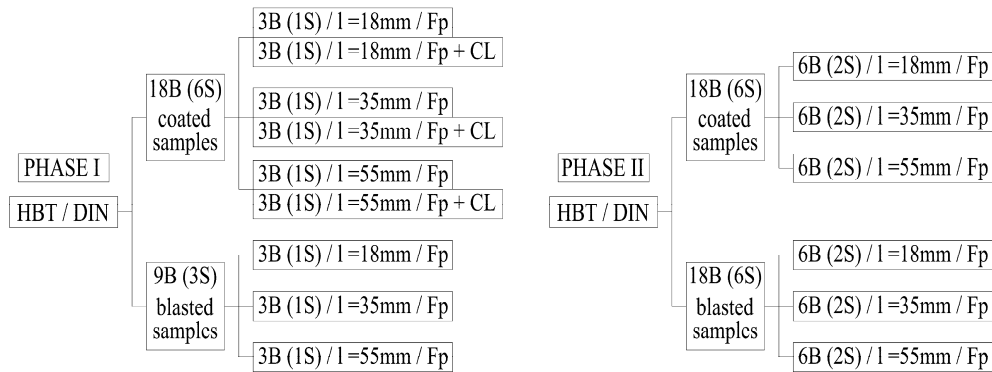 PHASE I
HBT / DIN
18B (6S)
coated
samples
3B (1S) / l =18mm / Fp
3B (1S) / l =18mm / Fp + CL
3B (1S) / l =35mm / Fp
3B (1S) / l =35mm / Fp + CL
3B (1S) / l =55mm / Fp
3B (1S) / l =55mm / Fp + CL
9B (3S)
blasted
samplcs
3B (1S) / l =18mm / Fp
3B (1S) / l =35mm / Fp
3B (1S) / l =55mm / Fp
PHASE II
HBT / DIN
18B (6S)
coated
samples
6B (2S) / l =18mm / Fp
6B (2S) / l =35mm / Fp
6B (2S) / l =55mm / Fp
18B (6S)
blasted
samples
6B (2S) / l =18mm / Fp
6B (2S) / l =35mm / Fp
6B (2S) / l =55mm / Fp